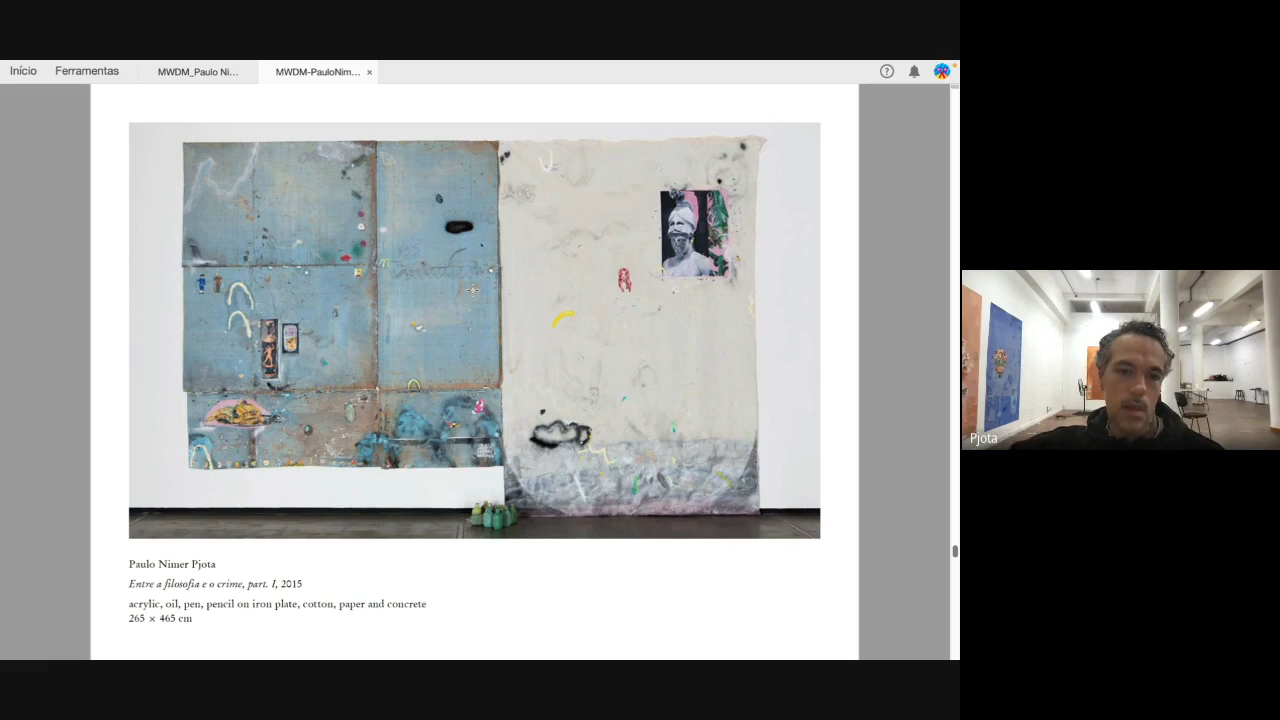 Início Ferramentas MWDM_Paulo Ni... MWDM-PauloNim... ×
Paulo Nimer Pjota
Entre a filosofia e o crime, part. I, 2015
acrylic, oil, pen, pencil on iron plate, cotton, paper and concrete
265 × 465 cm
Pjota